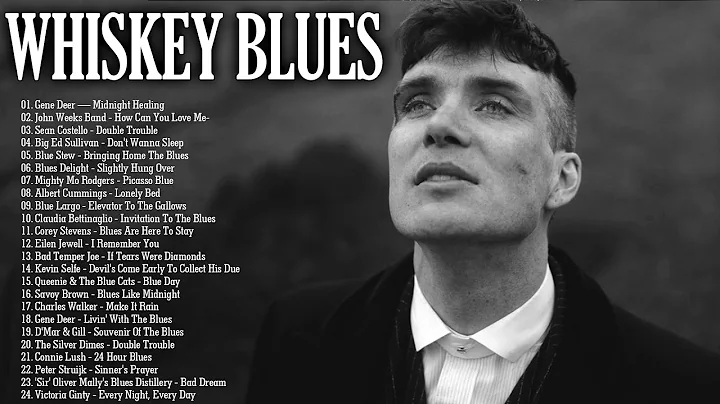 WHISKEY BLUES
01. Gene Deer — Midnight Healing
02. John Weeks Band - How Can You Love Me-
03. Sean Costello - Double Trouble
04. Big Ed Sullivan - Don't Wanna Sleep
05. Blue Stew - Bringing Home The Blues
06. Blues Delight - Slightly Hung Over
07. Mighty Mo Rodgers - Picasso Blue
08. Albert Cummings - Lonely Bed
09. Blue Largo - Elevator To The Gallows
10. Claudia Bettinaglio - Invitation To The Blues
11. Corey Stevens - Blues Are Here To Stay
12. Eilen Jewell - I Remember You
13. Bad Temper Joe - If Tears Were Diamonds
14. Kevin Selfe - Devil's Come Early To Collect His Due
15. Queenie & The Blue Cats - Blue Day
16. Savoy Brown - Blues Like Midnight
17. Charles Walker - Make It Rain
18. Gene Deer - Livin' With The Blues
19. D'Mar & Gill - Souvenir Of The Blues
20. The Silver Dimes - Double Trouble
21. Connie Lush - 24 Hour Blues
22. Peter Struijk - Sinner's Prayer
23. 'Sir' Oliver Mally's Blues Distillery - Bad Dream
24. Victoria Ginty - Every Night, Every Day